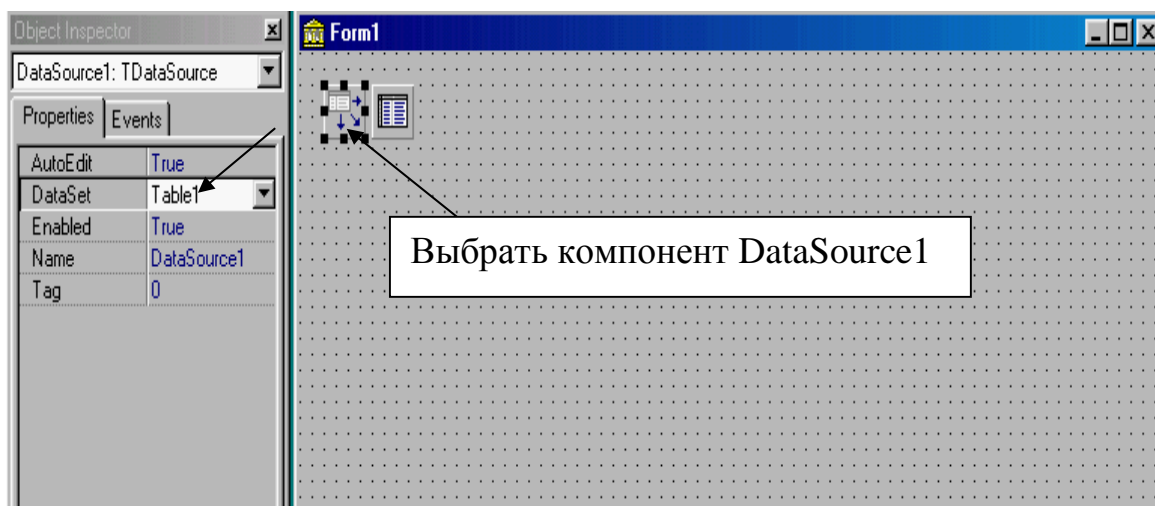 Object Inspector
DataSource1: TDataSource
Properties Events
AutoEdit True
DataSet Table1
Enabled True
Name DataSource1
Tag 0
Form1
Выбрать компонент DataSource1